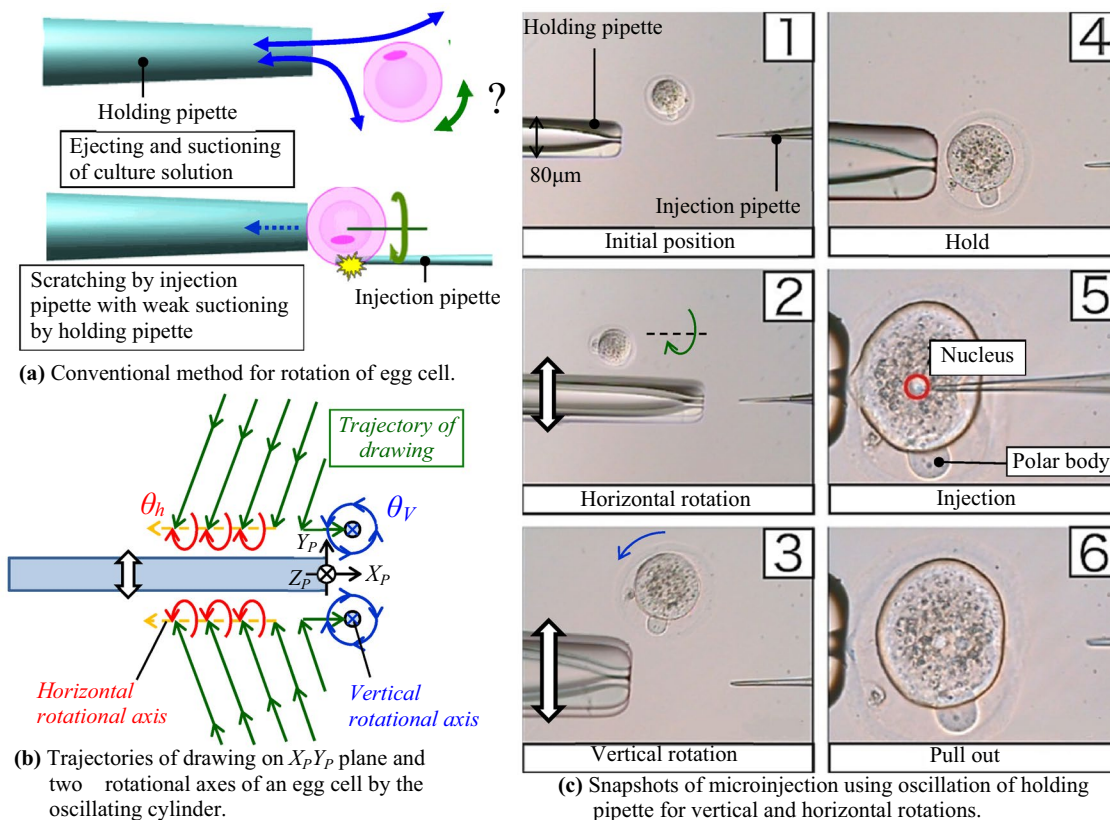 Holding pipette
?
Ejecting and suctioning
of culture solution
Scratching by injection
pipette with weak suctioning
by holding pipette
Injection pipette
(a) Conventional method for rotation of egg cell.
Trajectory of
drawing
θh
θV
YP
ZP
XP
Horizontal
rotational axis
Vertical
rotational axis
(b) Trajectories of drawing on XPYP plane and
two rotational axes of an egg cell by the
oscillating cylinder.
Holding pipette
1
80μm
Injection pipette
Initial position
4
Hold
2
Horizontal rotation
5
Nucleus
Polar body
Injection
3
Vertical rotation
6
Pull out
(c) Snapshots of microinjection using oscillation of holding
pipette for vertical and horizontal rotations.